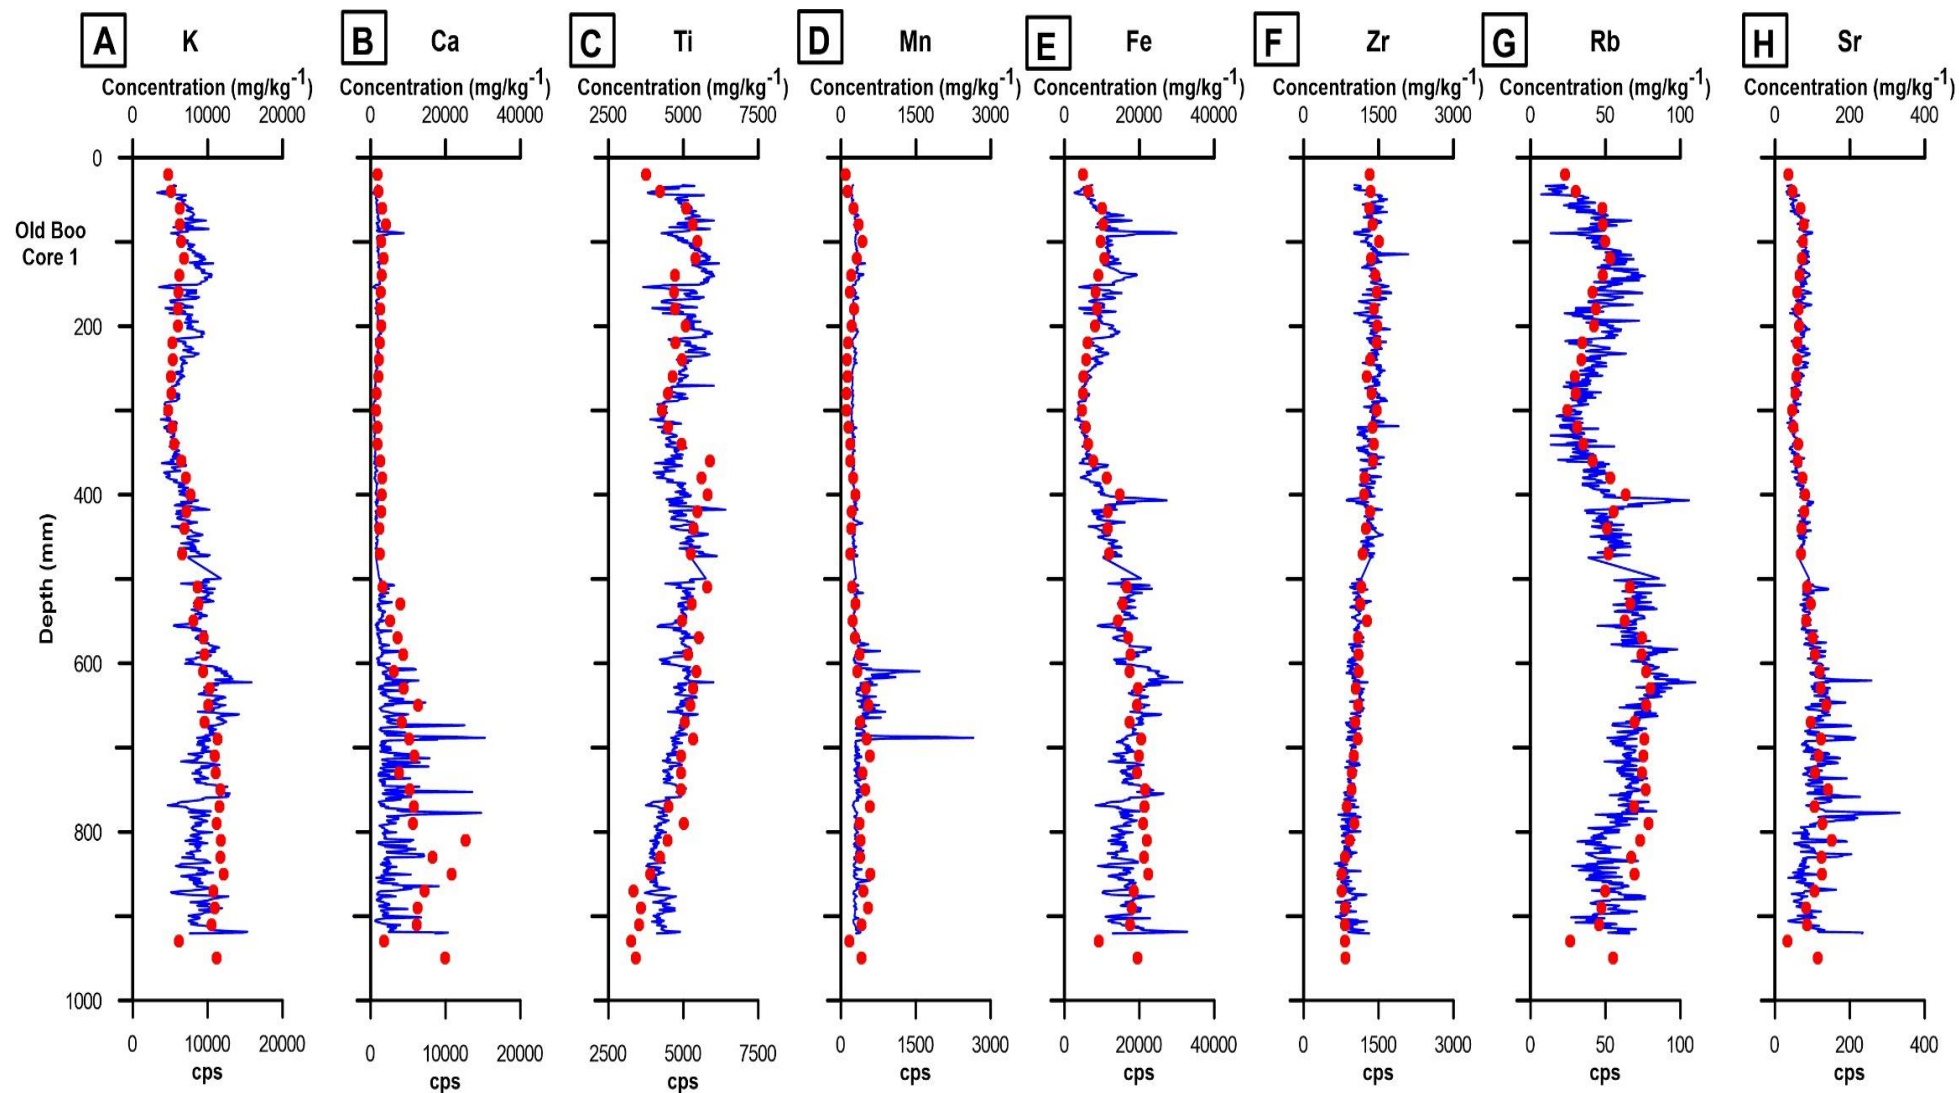 A K B Ca C Ti D Mn E Fe F Zr G Rb H Sr
Concentration (mg/kg-1) Concentration (mg/kg-1) Concentration (mg/kg-1) Concentration (mg/kg-1) Concentration (mg/kg-1) Concentration (mg/kg-1) Concentration (mg/kg-1) Concentration (mg/kg-1)
0 10000 20000 0 20000 40000 2500 5000 7500 0 1500 3000 0 20000 40000 0 1500 3000 0 50 100 0 200 400
0
Old Boo
Core 1
200
400
Depth (mm)
600
800
1000
0 10000 20000 0 10000 20000 2500 5000 7500 0 1500 3000 0 20000 40000 0 1500 3000 0 50 100 0 200 400
cps cps cps cps cps cps cps cps